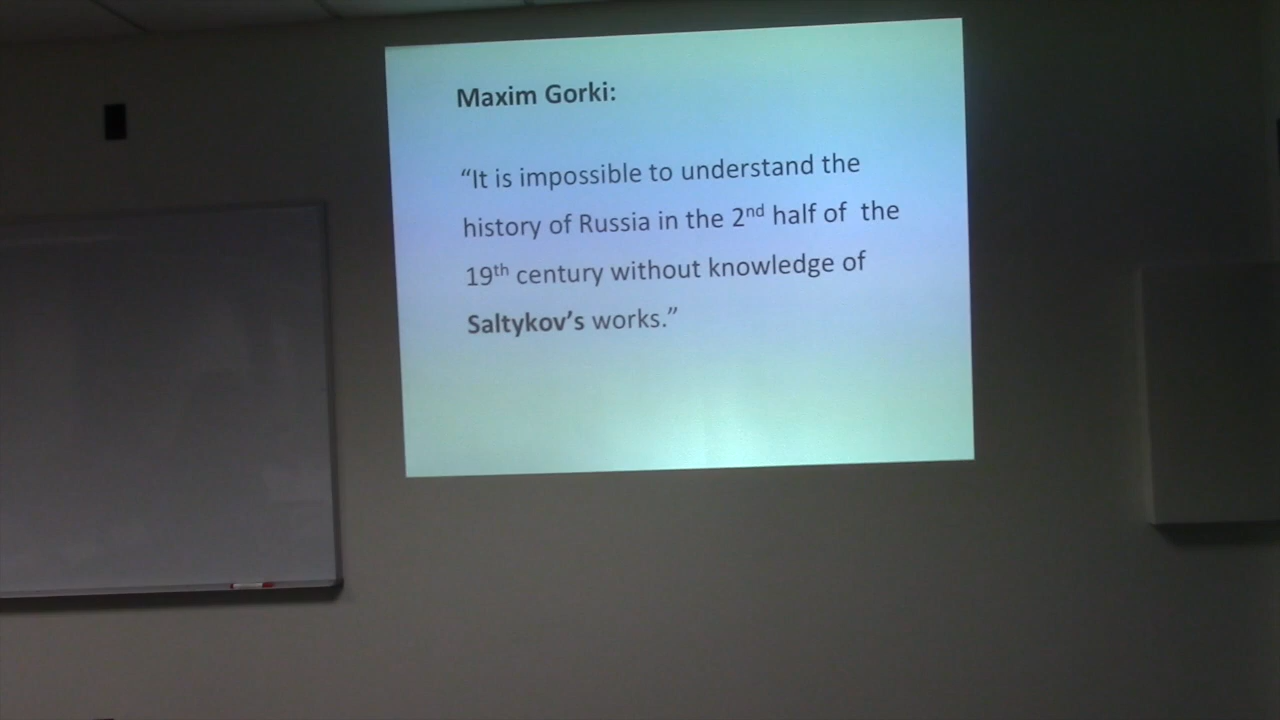 Maxim Gorki:
“It is impossible to understand the
history of Russia in the 2nd half of the
19th century without knowledge of
Saltykov’s works.”